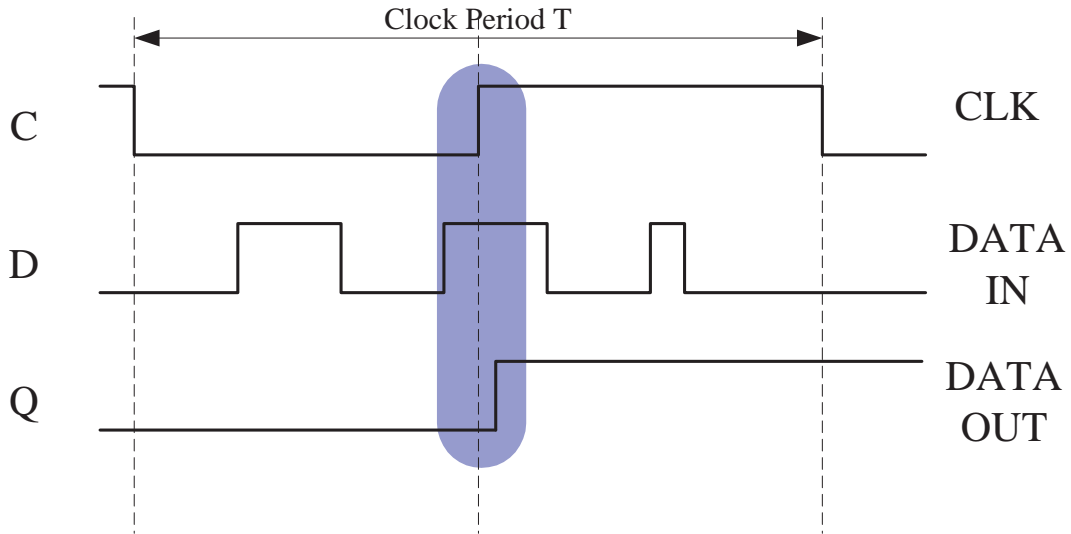 Clock Period T
C
CLK
D
DATA
IN
Q
DATA
OUT